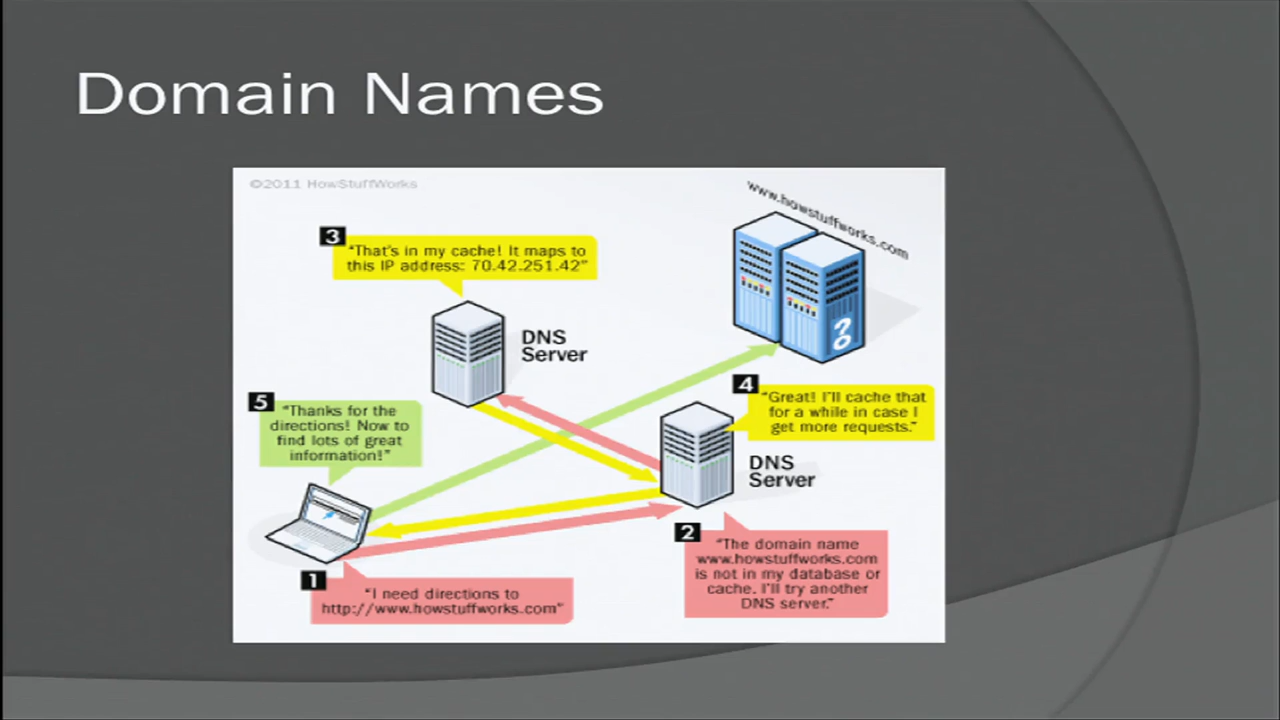 Domain Names
©2011 HowStuffWorks
www.howstuffworks.com
3
"That's in my cache! It maps to
this IP address: 70.42.251.42"
DNS
Server
4
"Great! I'll cache that
for a while in case I
get more requests."
5
"Thanks for the
directions! Now to
find lots of great
information!"
DNS
Server
2
"The domain name
www.howstuffworks.com
is not in my database or
cache. I'll try another
DNS server."
1
"I need directions to
http://www.howstuffworks.com"
?